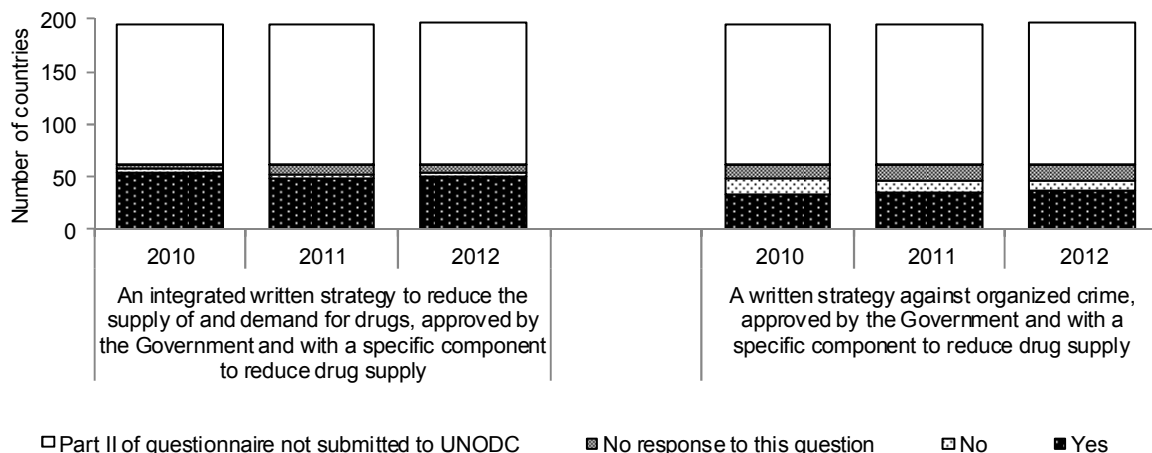 Number of countries
200
150
100
50
0
2010
2011
2012
2010
2011
2012
An integrated written strategy to reduce the
supply of and demand for drugs, approved by
the Government and with a specific component
to reduce drug supply
A written strategy against organized crime,
approved by the Government and with a
specific component to reduce drug supply
Part II of questionnaire not submitted to UNODC
No response to this question
No
Yes